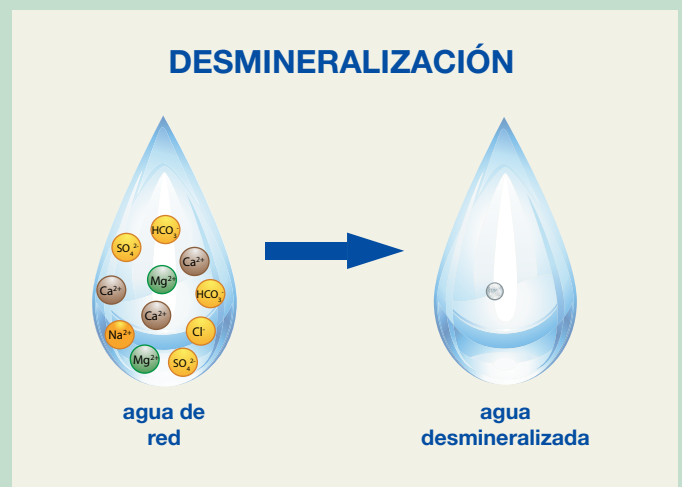 DESMINERALIZACIÓN
HCO₃⁻
SO₄²⁻
Ca²⁺
Mg²⁺
Ca²⁺
HCO₃⁻
Ca²⁺
Na²⁺
Cl⁻
Mg²⁺
SO₄²⁻
agua de
red
agua
desmineralizada